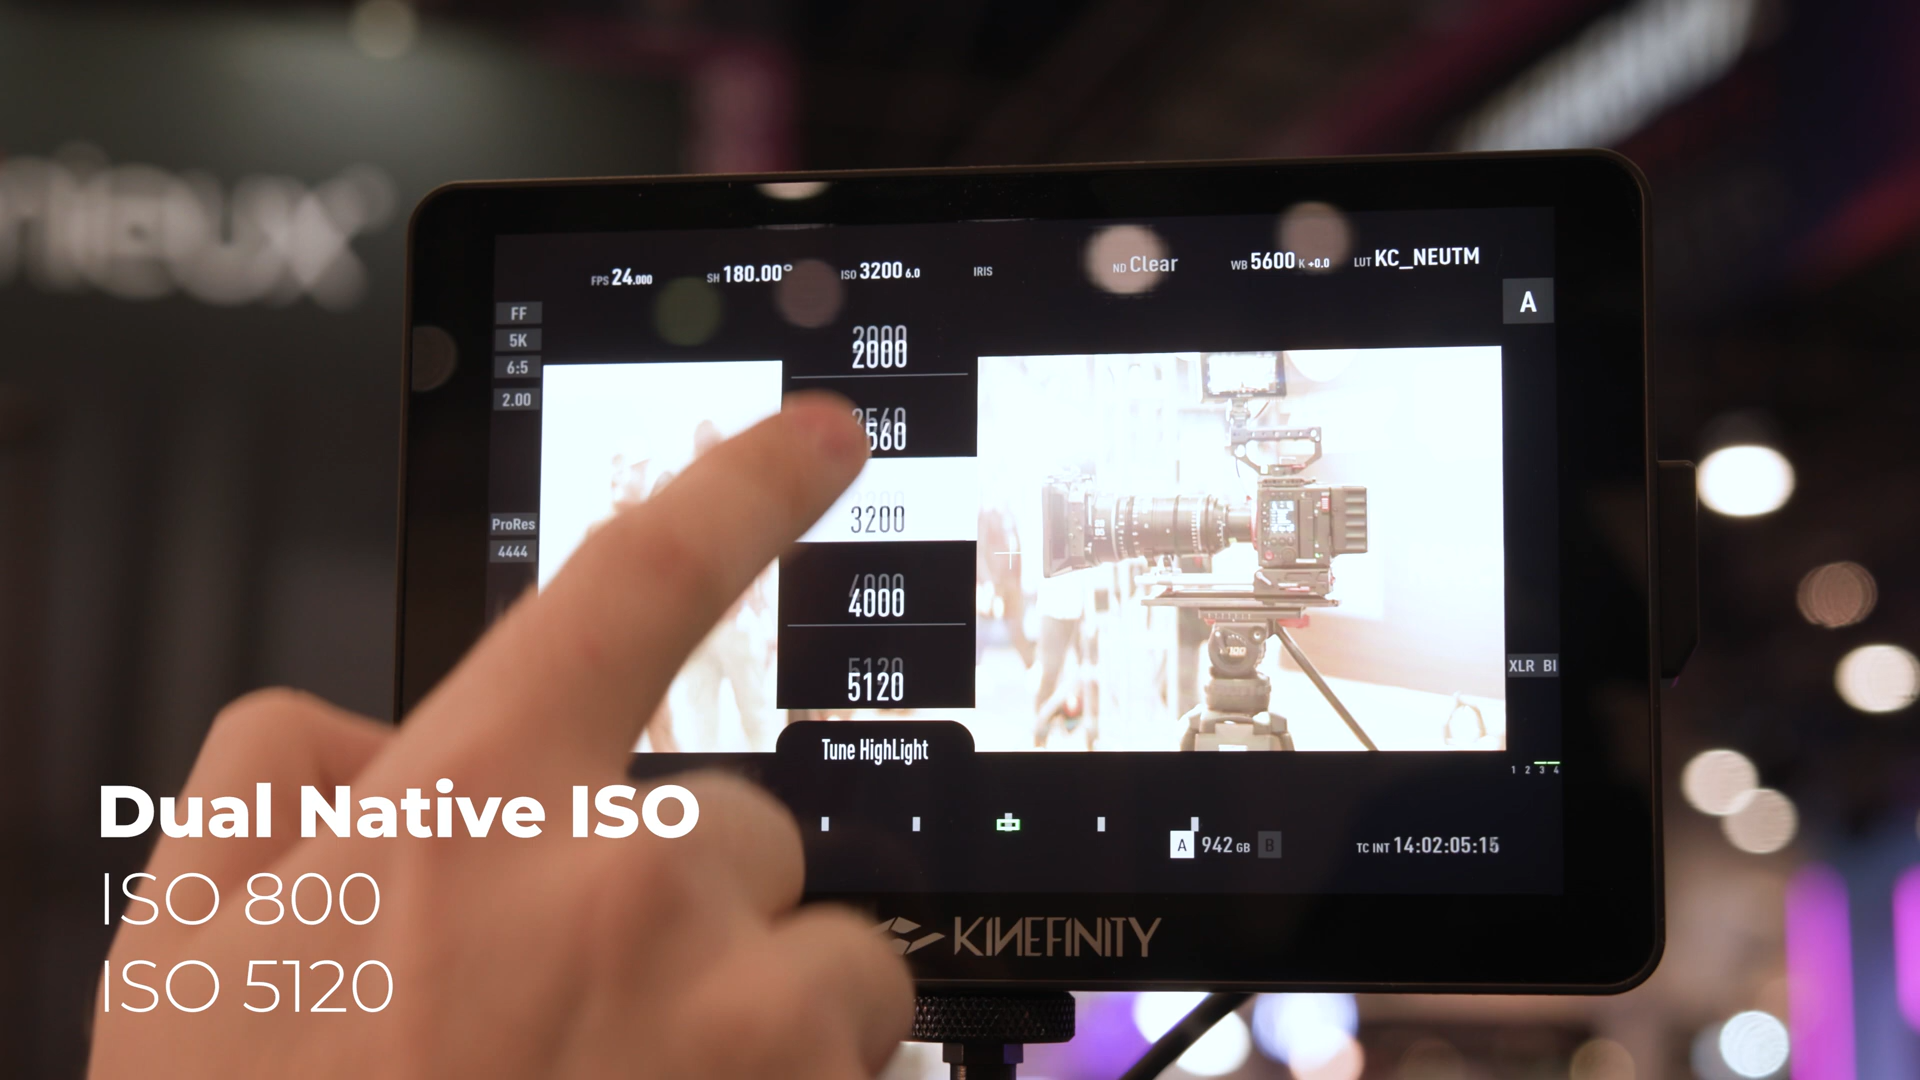 FPS 24.000 SH 180.00° ISO 3200 6.0 IRIS ND Clear WB 5600 K +0.0 LUT KC_NEUTM
A
FF
5K
6:5
2.00
ProRes
4444
2000
560
3200
4000
5120
Tune HighLight
XLR BI
1 2 3 4
A 942 GB B
TC INT 14:02:05:15
KINEFINITY
Dual Native ISO
ISO 800
ISO 5120